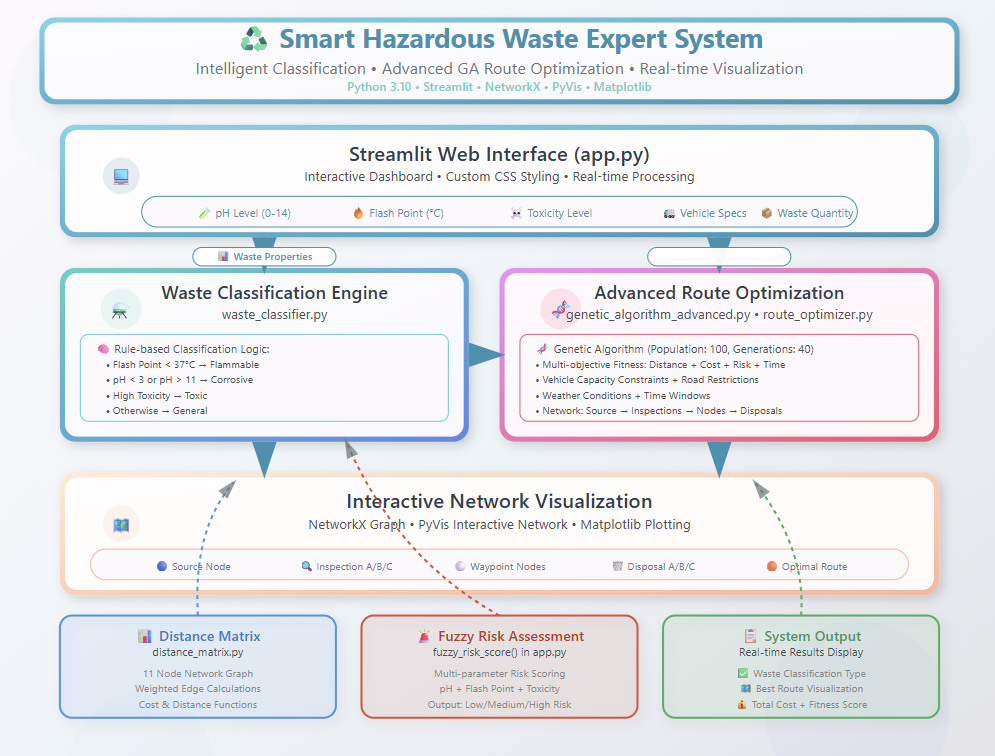 Smart Hazardous Waste Expert System
Intelligent Classification • Advanced GA Route Optimization • Real-time Visualization
Python 3.10 • Streamlit • NetworkX • PyVis • Matplotlib
Streamlit Web Interface (app.py)
Interactive Dashboard • Custom CSS Styling • Real-time Processing
pH Level (0-14) Flash Point (°C) Toxicity Level Vehicle Specs Waste Quantity
Waste Properties
Waste Classification Engine
waste_classifier.py
Rule-based Classification Logic:
• Flash Point < 37°C → Flammable
• pH < 3 or pH > 11 → Corrosive
• High Toxicity → Toxic
• Otherwise → General
Advanced Route Optimization
genetic_algorithm_advanced.py • route_optimizer.py
Genetic Algorithm (Population: 100, Generations: 40)
• Multi-objective Fitness: Distance + Cost + Risk + Time
• Vehicle Capacity Constraints + Road Restrictions
• Weather Conditions + Time Windows
• Network: Source → Inspections → Nodes → Disposals
Interactive Network Visualization
NetworkX Graph • PyVis Interactive Network • Matplotlib Plotting
Source Node Inspection A/B/C Waypoint Nodes Disposal A/B/C Optimal Route
Distance Matrix
distance_matrix.py
11 Node Network Graph
Weighted Edge Calculations
Cost & Distance Functions
Fuzzy Risk Assessment
fuzzy_risk_score() in app.py
Multi-parameter Risk Scoring
pH + Flash Point + Toxicity
Output: Low/Medium/High Risk
System Output
Real-time Results Display
Waste Classification Type
Best Route Visualization
Total Cost + Fitness Score